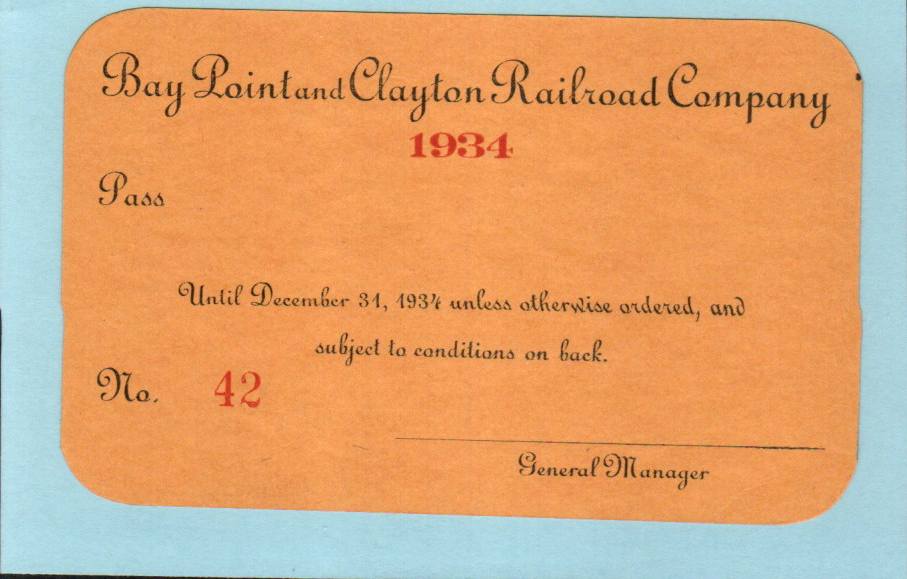 Bay Point and Clayton Railroad Company
1934
Pass
Until December 31, 1934 unless otherwise ordered, and
subject to conditions on back.
No. 42
General Manager